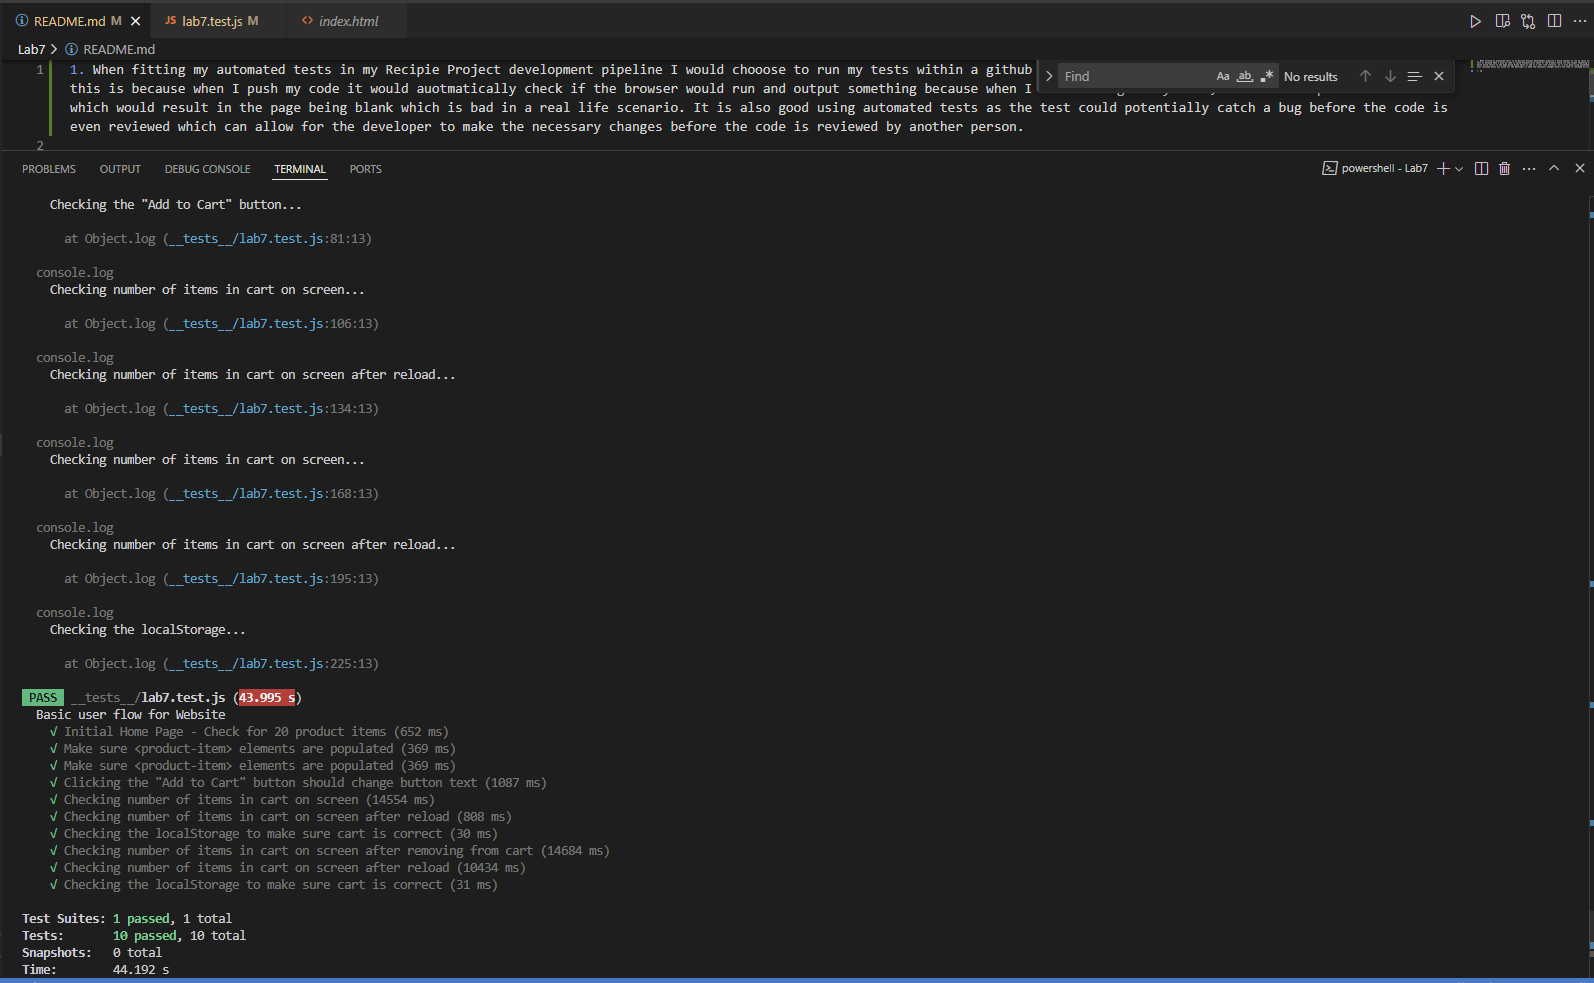 README.md M
JS lab7.test.js M
<> index.html
Lab7 > README.md
Find
Aa ab, .* No results
1 1. When fitting my automated tests in my Recipie Project development pipeline I would chooose to run my tests within a github
this is because when I push my code it would auotmatically check if the browser would run and output something because when I
which would result in the page being blank which is bad in a real life scenario. It is also good using automated tests as the test could potentially catch a bug before the code is
even reviewed which can allow for the developer to make the necessary changes before the code is reviewed by another person.
2
PROBLEMS OUTPUT DEBUG CONSOLE TERMINAL PORTS
powershell - Lab7
Checking the "Add to Cart" button...
at Object.log (__tests__/lab7.test.js:81:13)
console.log
Checking number of items in cart on screen...
at Object.log (__tests__/lab7.test.js:106:13)
console.log
Checking number of items in cart on screen after reload...
at Object.log (__tests__/lab7.test.js:134:13)
console.log
Checking number of items in cart on screen...
at Object.log (__tests__/lab7.test.js:168:13)
console.log
Checking number of items in cart on screen after reload...
at Object.log (__tests__/lab7.test.js:195:13)
console.log
Checking the localStorage...
at Object.log (__tests__/lab7.test.js:225:13)
PASS __tests__/lab7.test.js (43.995 s)
Basic user flow for Website
√ Initial Home Page - Check for 20 product items (652 ms)
√ Make sure <product-item> elements are populated (369 ms)
√ Make sure <product-item> elements are populated (369 ms)
√ Clicking the "Add to Cart" button should change button text (1087 ms)
√ Checking number of items in cart on screen (14554 ms)
√ Checking number of items in cart on screen after reload (808 ms)
√ Checking the localStorage to make sure cart is correct (30 ms)
√ Checking number of items in cart on screen after removing from cart (14684 ms)
√ Checking number of items in cart on screen after reload (10434 ms)
√ Checking the localStorage to make sure cart is correct (31 ms)
Test Suites: 1 passed, 1 total
Tests: 10 passed, 10 total
Snapshots: 0 total
Time: 44.192 s